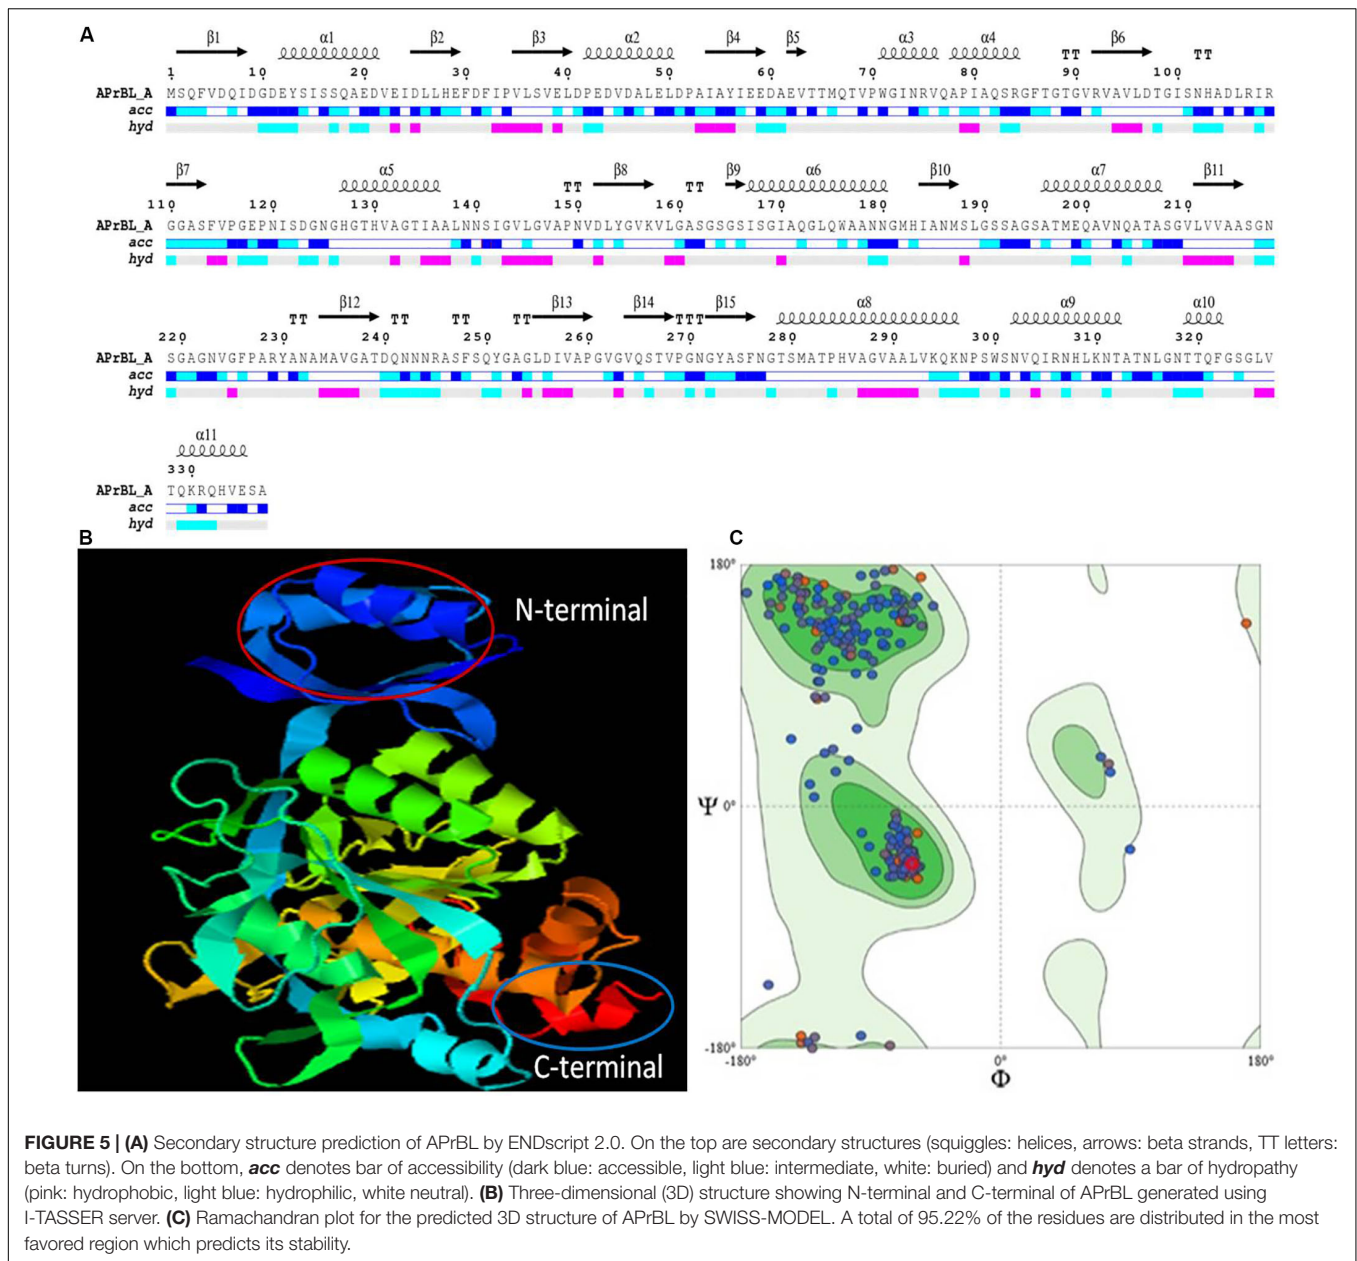 A
β1 α1 β2 β3 α2 β4 β5 α3 α4 TT β6 TT
1 10 20 30 40 50 60 70 80 90 100
APrBL_A MSQFVDQIDGDEYSISSQAEDVEIDLLHEFDFIPVLSVELDPEDVDALELDPAIAYIEEDAEVTTMQTVPWGINRVQAPIAQSRGFTGTGVRVAVLDTGISNHADLRIR
acc
hyd
β7 α5 TT β8 TT β9 α6 β10 α7 β11
110 120 130 140 150 160 170 180 190 200 210
APrBL_A GGASFVPGEPNISDGNGHGTHVAGTIAALNNSIGVLGVAPNVDLYGVKVLGASGSGSISGIAQGLQWAANNGMHIANMSLGSSAGSATMEQAVNQATASGVLVVAASGN
acc
hyd
TT β12 TT TT TT β13 β14 TTT β15 α8 α9 α10
220 230 240 250 260 270 280 290 300 310 320
APrBL_A SGAGNVGFPARYANAMAVGATDQNNNRASFSQYGAGLDIVAPGVGVQSTVPGNGYASFNGTSMATPHVAGVAALVKQKNPSWSNVQIRNHLKNTATNLGNTTQFGSGLV
acc
hyd
α11
330
APrBL_A TQKRQHVESA
acc
hyd
B
N-terminal
C-terminal
C
180°
Ψ 0°
-180°
-180° 0° 180°
Φ
FIGURE 5 | (A) Secondary structure prediction of APrBL by ENDscript 2.0. On the top are secondary structures (squiggles: helices, arrows: beta strands, TT letters:
beta turns). On the bottom, acc denotes bar of accessibility (dark blue: accessible, light blue: intermediate, white: buried) and hyd denotes a bar of hydropathy
(pink: hydrophobic, light blue: hydrophilic, white neutral). (B) Three-dimensional (3D) structure showing N-terminal and C-terminal of APrBL generated using
I-TASSER server. (C) Ramachandran plot for the predicted 3D structure of APrBL by SWISS-MODEL. A total of 95.22% of the residues are distributed in the most
favored region which predicts its stability.